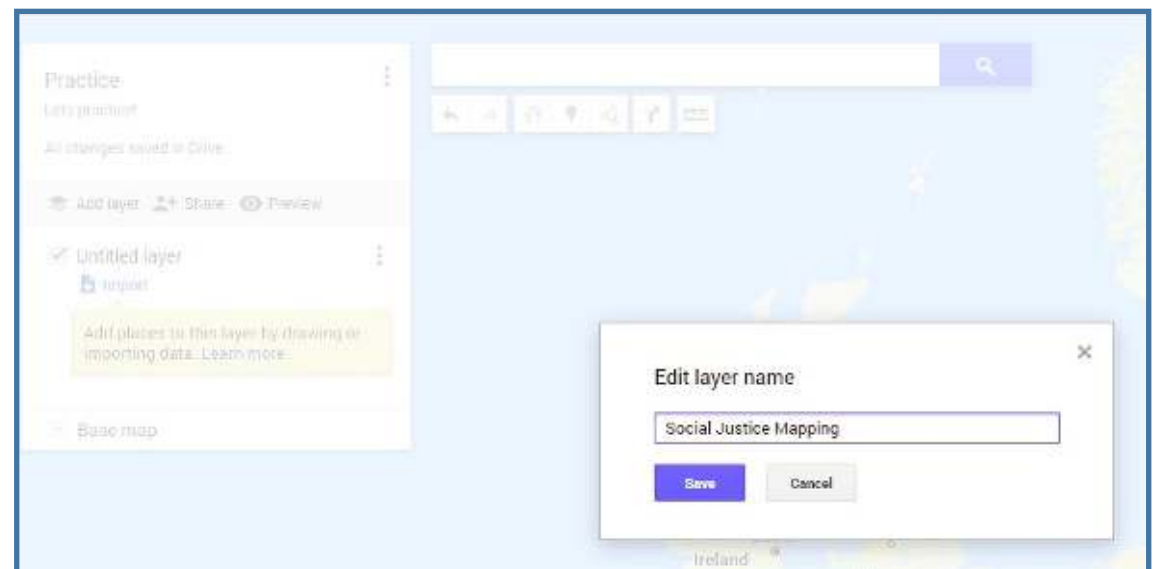 Practice
Lets practice!
All changes saved in Drive
Add layer Share Preview
Untitled layer
Import
Add places to this layer by drawing or
importing data. Learn more
Base map
Edit layer name
Social Justice Mapping
Save Cancel
Ireland